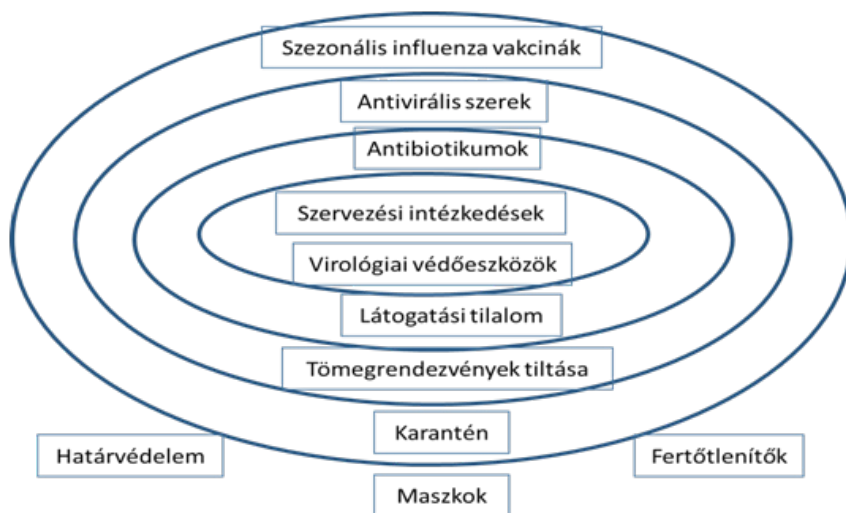 Szezonális influenza vakcinák
Antivirális szerek
Antibiotikumok
Szervezési intézkedések
Virológiai védőeszközök
Látogatási tilalom
Tömegrendezvények tiltása
Karantén
Határvédelem
Fertőtlenítők
Maszkok